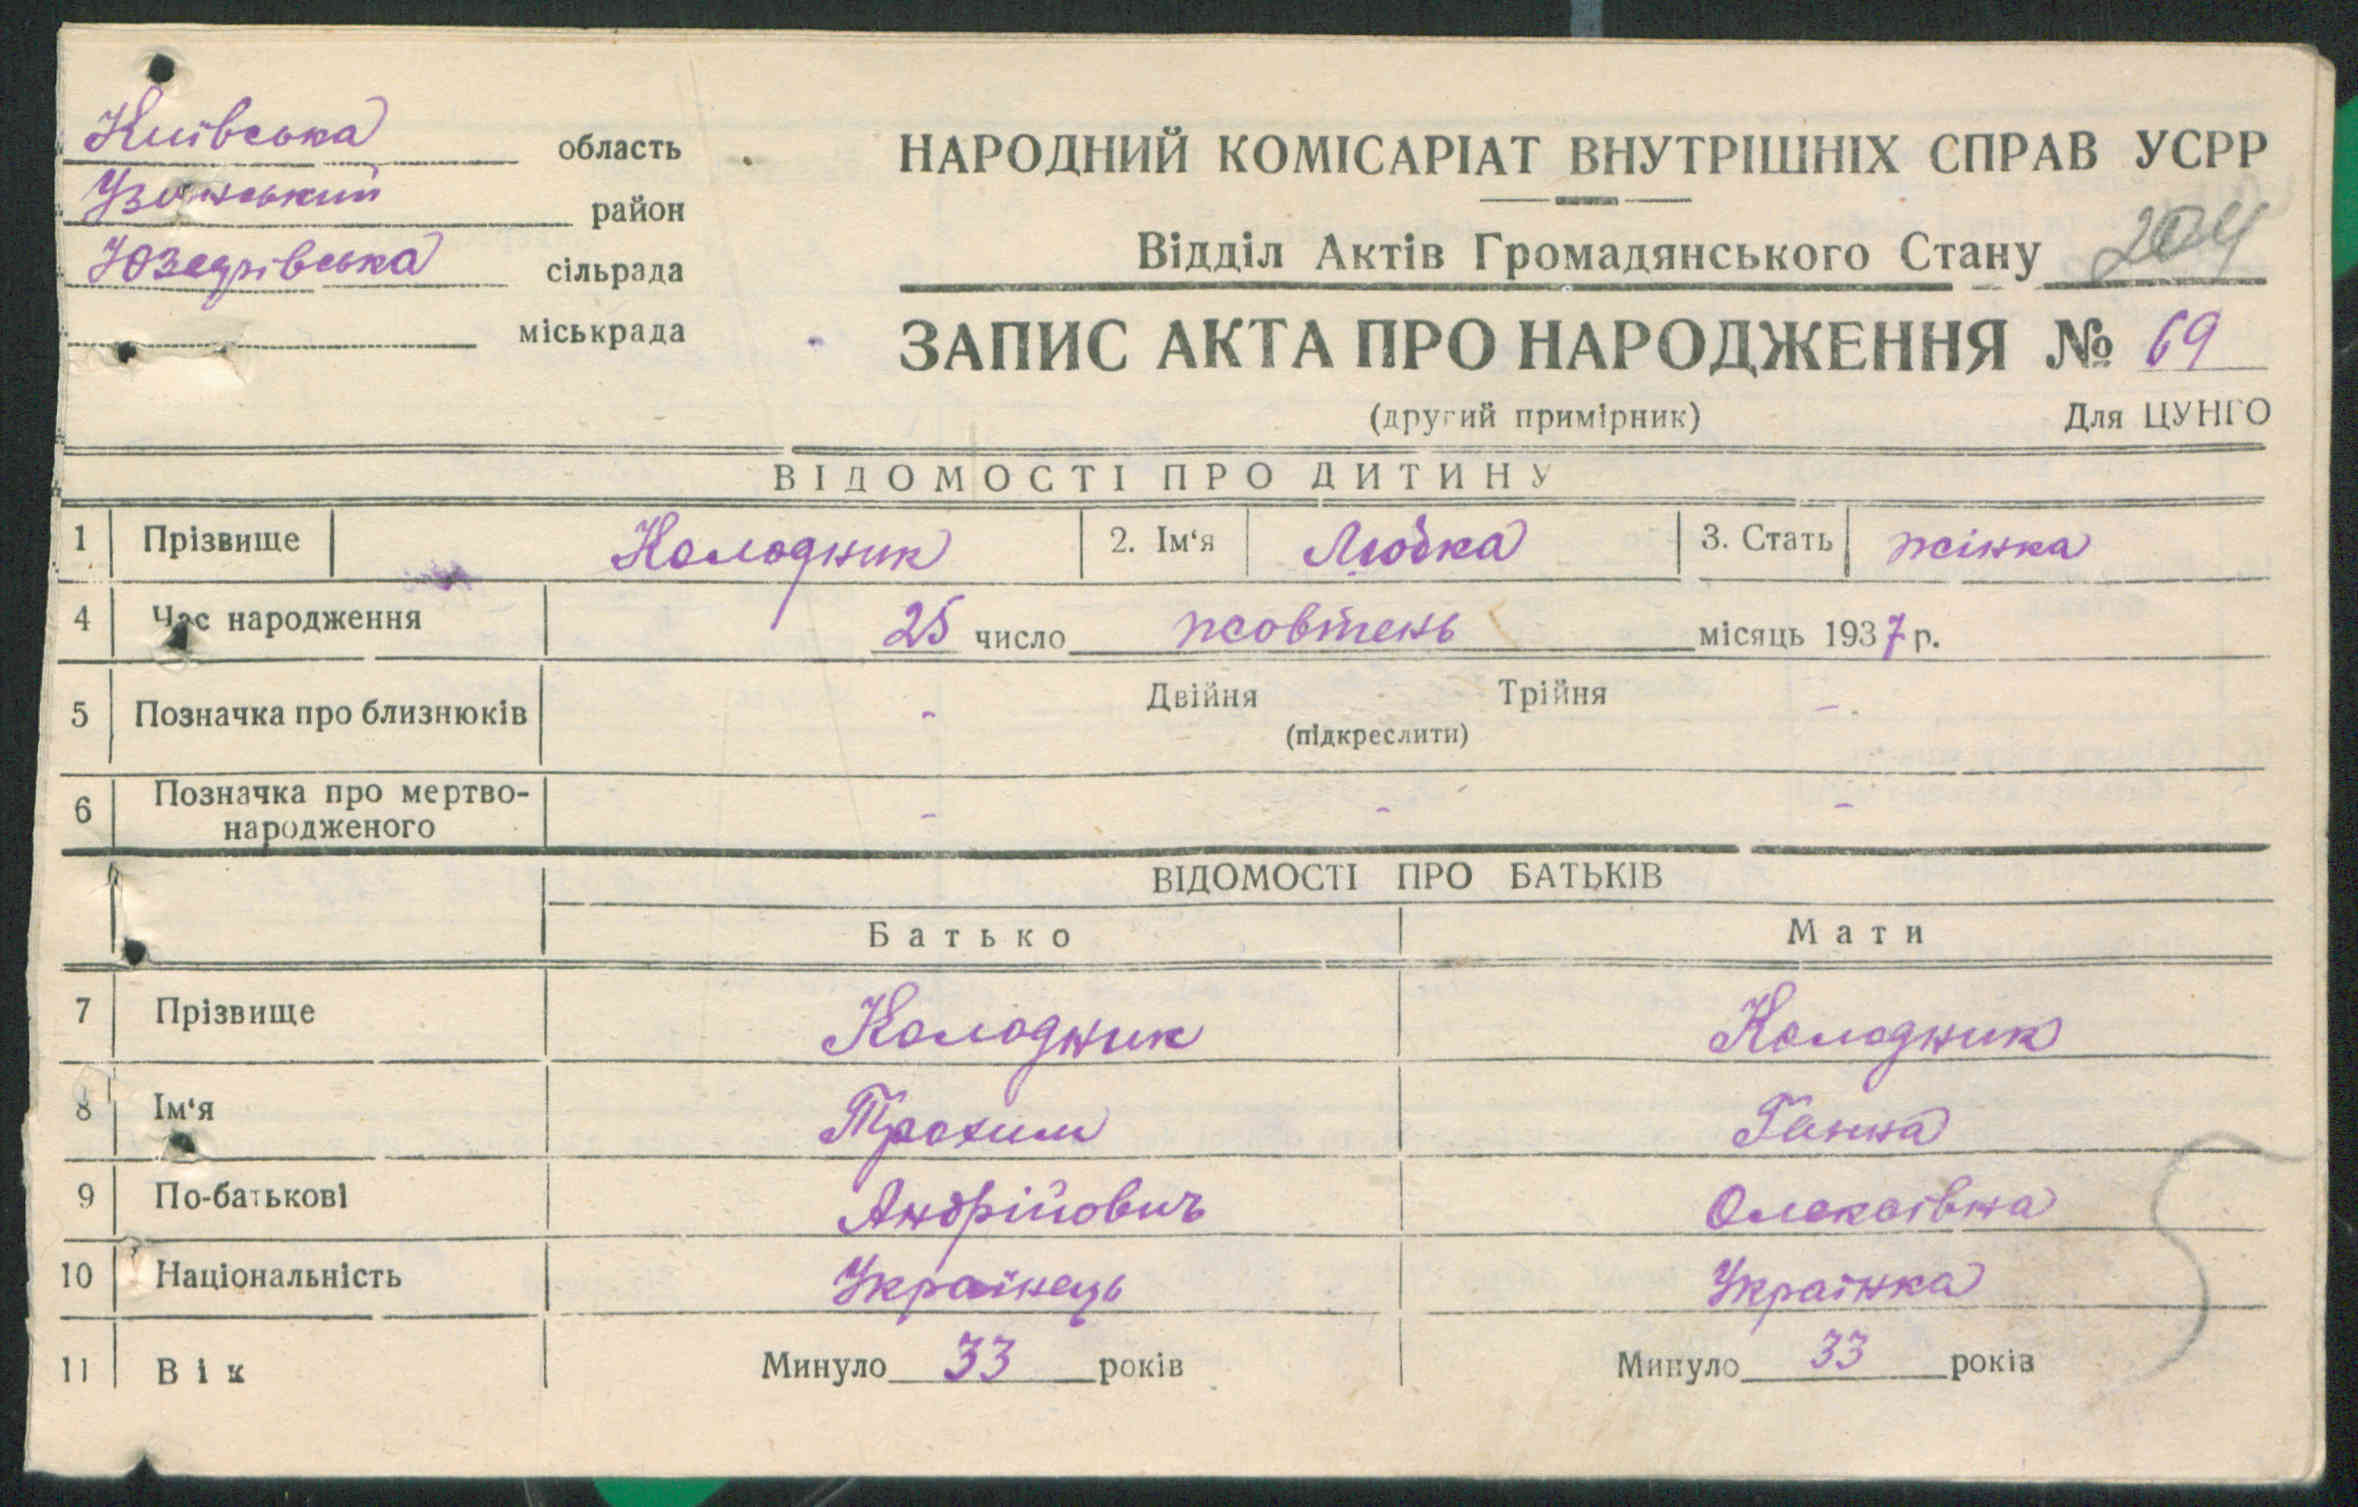 Київська область
Узинський район
Юзефівська сільрада
міськрада
НАРОДНИЙ КОМІСАРІАТ ВНУТРІШНІХ СПРАВ УСРР
Відділ Актів Громадянського Стану 204
ЗАПИС АКТА ПРО НАРОДЖЕННЯ № 69
(другий примірник) Для ЦУНГО
ВІДОМОСТІ ПРО ДИТИНУ
1 Прізвище Колодник 2. Ім‘я Любка 3. Стать жінка
4 Час народження 25 число жовтень місяць 1937 р.
5 Позначка про близнюків - Двійня Трійня -
(підкреслити)
6 Позначка про мертво-
народженого - - -
ВІДОМОСТІ ПРО БАТЬКІВ
Батько Мати
7 Прізвище Колодник Колодник
8 Ім‘я Трохим Ганна
9 По-батькові Андрійович Олексівна
10 Національність Українець Українка
11 Вік Минуло 33 років Минуло 33 років